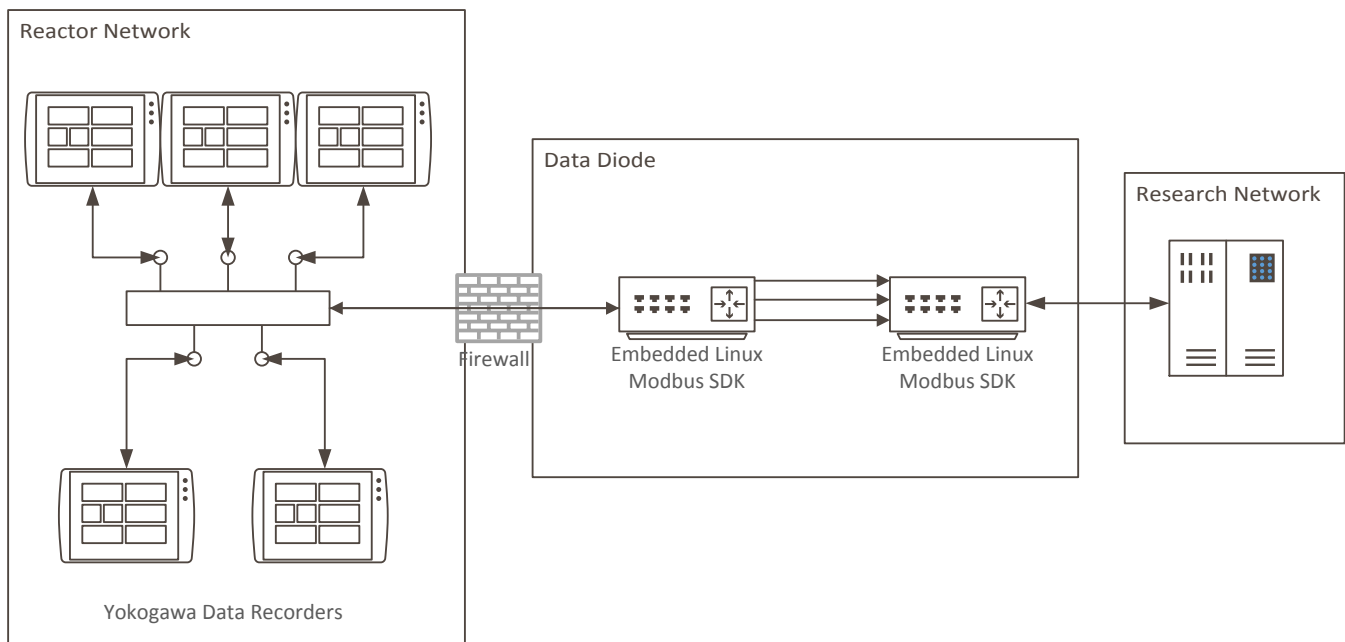 Reactor Network
Data Diode
Research Network
Firewall
Embedded Linux
Modbus SDK
Embedded Linux
Modbus SDK
Yokogawa Data Recorders